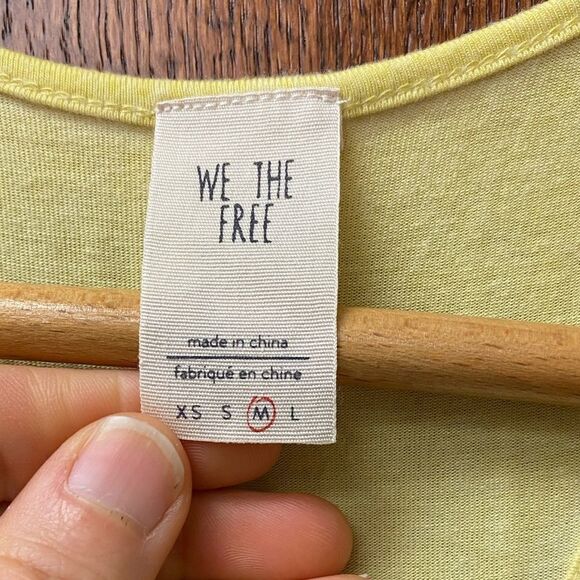 WE THE
FREE
made in china
fabriqué en chine
XS S M L